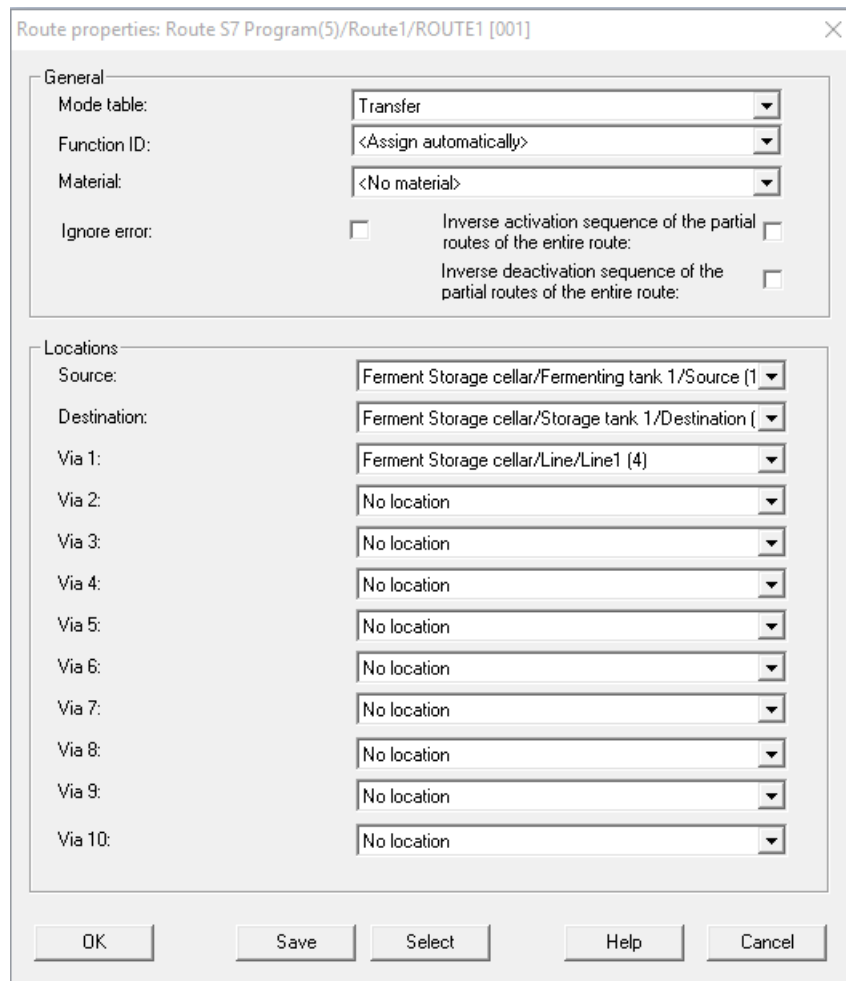 Route properties: Route S7 Program(5)/Route1/ROUTE1 [001]
General
Mode table: Transfer
Function ID: <Assign automatically>
Material: <No material>
Ignore error:
Inverse activation sequence of the partial
routes of the entire route:
Inverse deactivation sequence of the
partial routes of the entire route:
Locations
Source: Ferment Storage cellar/Fermenting tank 1/Source (1
Destination: Ferment Storage cellar/Storage tank 1/Destination (
Via 1: Ferment Storage cellar/Line/Line1 (4)
Via 2: No location
Via 3: No location
Via 4: No location
Via 5: No location
Via 6: No location
Via 7: No location
Via 8: No location
Via 9: No location
Via 10: No location
OK Save Select Help Cancel